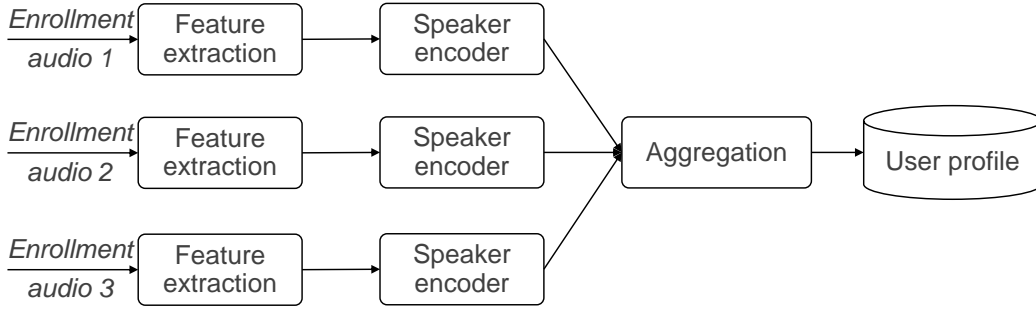 Enrollment
audio 1
Feature
extraction
Speaker
encoder
Enrollment
audio 2
Feature
extraction
Speaker
encoder
Aggregation
User profile
Enrollment
audio 3
Feature
extraction
Speaker
encoder